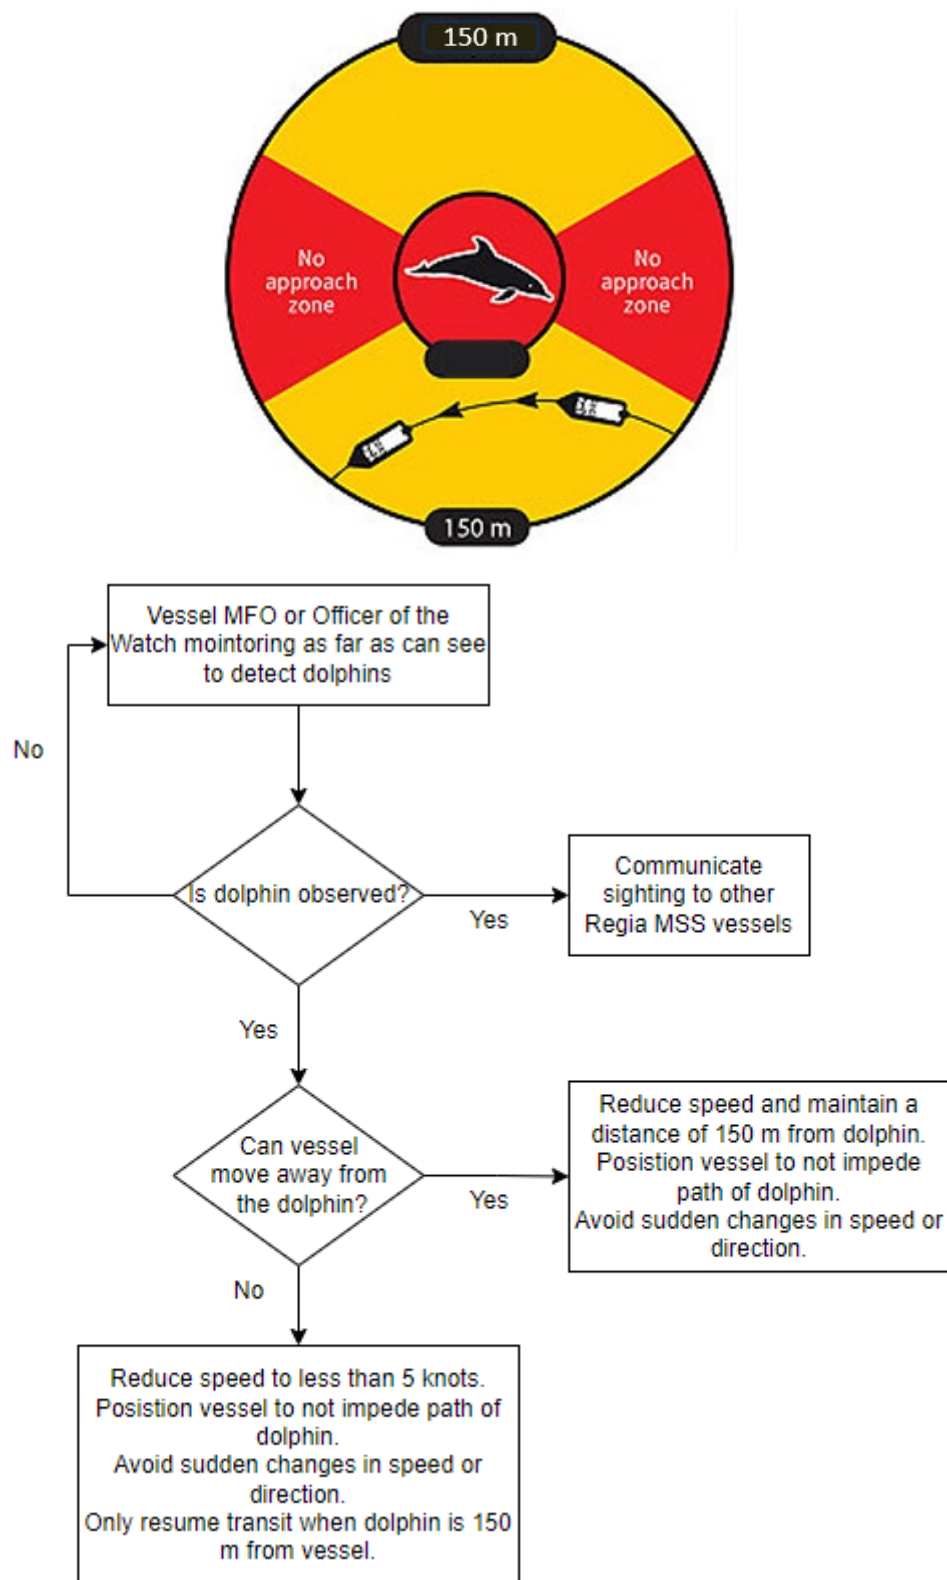 150 m
No
approach
zone
No
approach
zone
150 m
Vessel MFO or Officer of the
Watch mointoring as far as can see
to detect dolphins
No
Is dolphin observed?
Yes
Communicate
sighting to other
Regia MSS vessels
Yes
Can vessel
move away from
the dolphin?
Yes
Reduce speed and maintain a
distance of 150 m from dolphin.
Posistion vessel to not impede
path of dolphin.
Avoid sudden changes in speed or
direction.
No
Reduce speed to less than 5 knots.
Posistion vessel to not impede path of
dolphin.
Avoid sudden changes in speed or
direction.
Only resume transit when dolphin is 150
m from vessel.